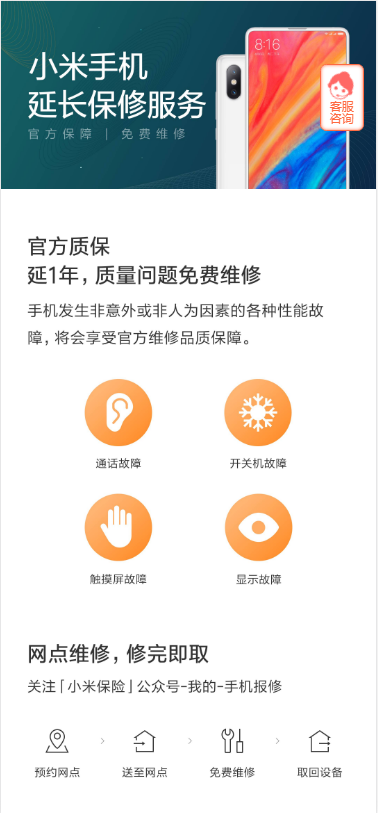 小米手机
延长保修服务
官方保障 | 免费维修
8:16
客服
咨询
官方质保
延1年，质量问题免费维修
手机发生非意外或非人为因素的各种性能故
障，将会享受官方维修品质保障。
通话故障
开关机故障
触摸屏故障
显示故障
网点维修，修完即取
关注「小米保险」公众号-我的-手机报修
预约网点
送至网点
免费维修
取回设备